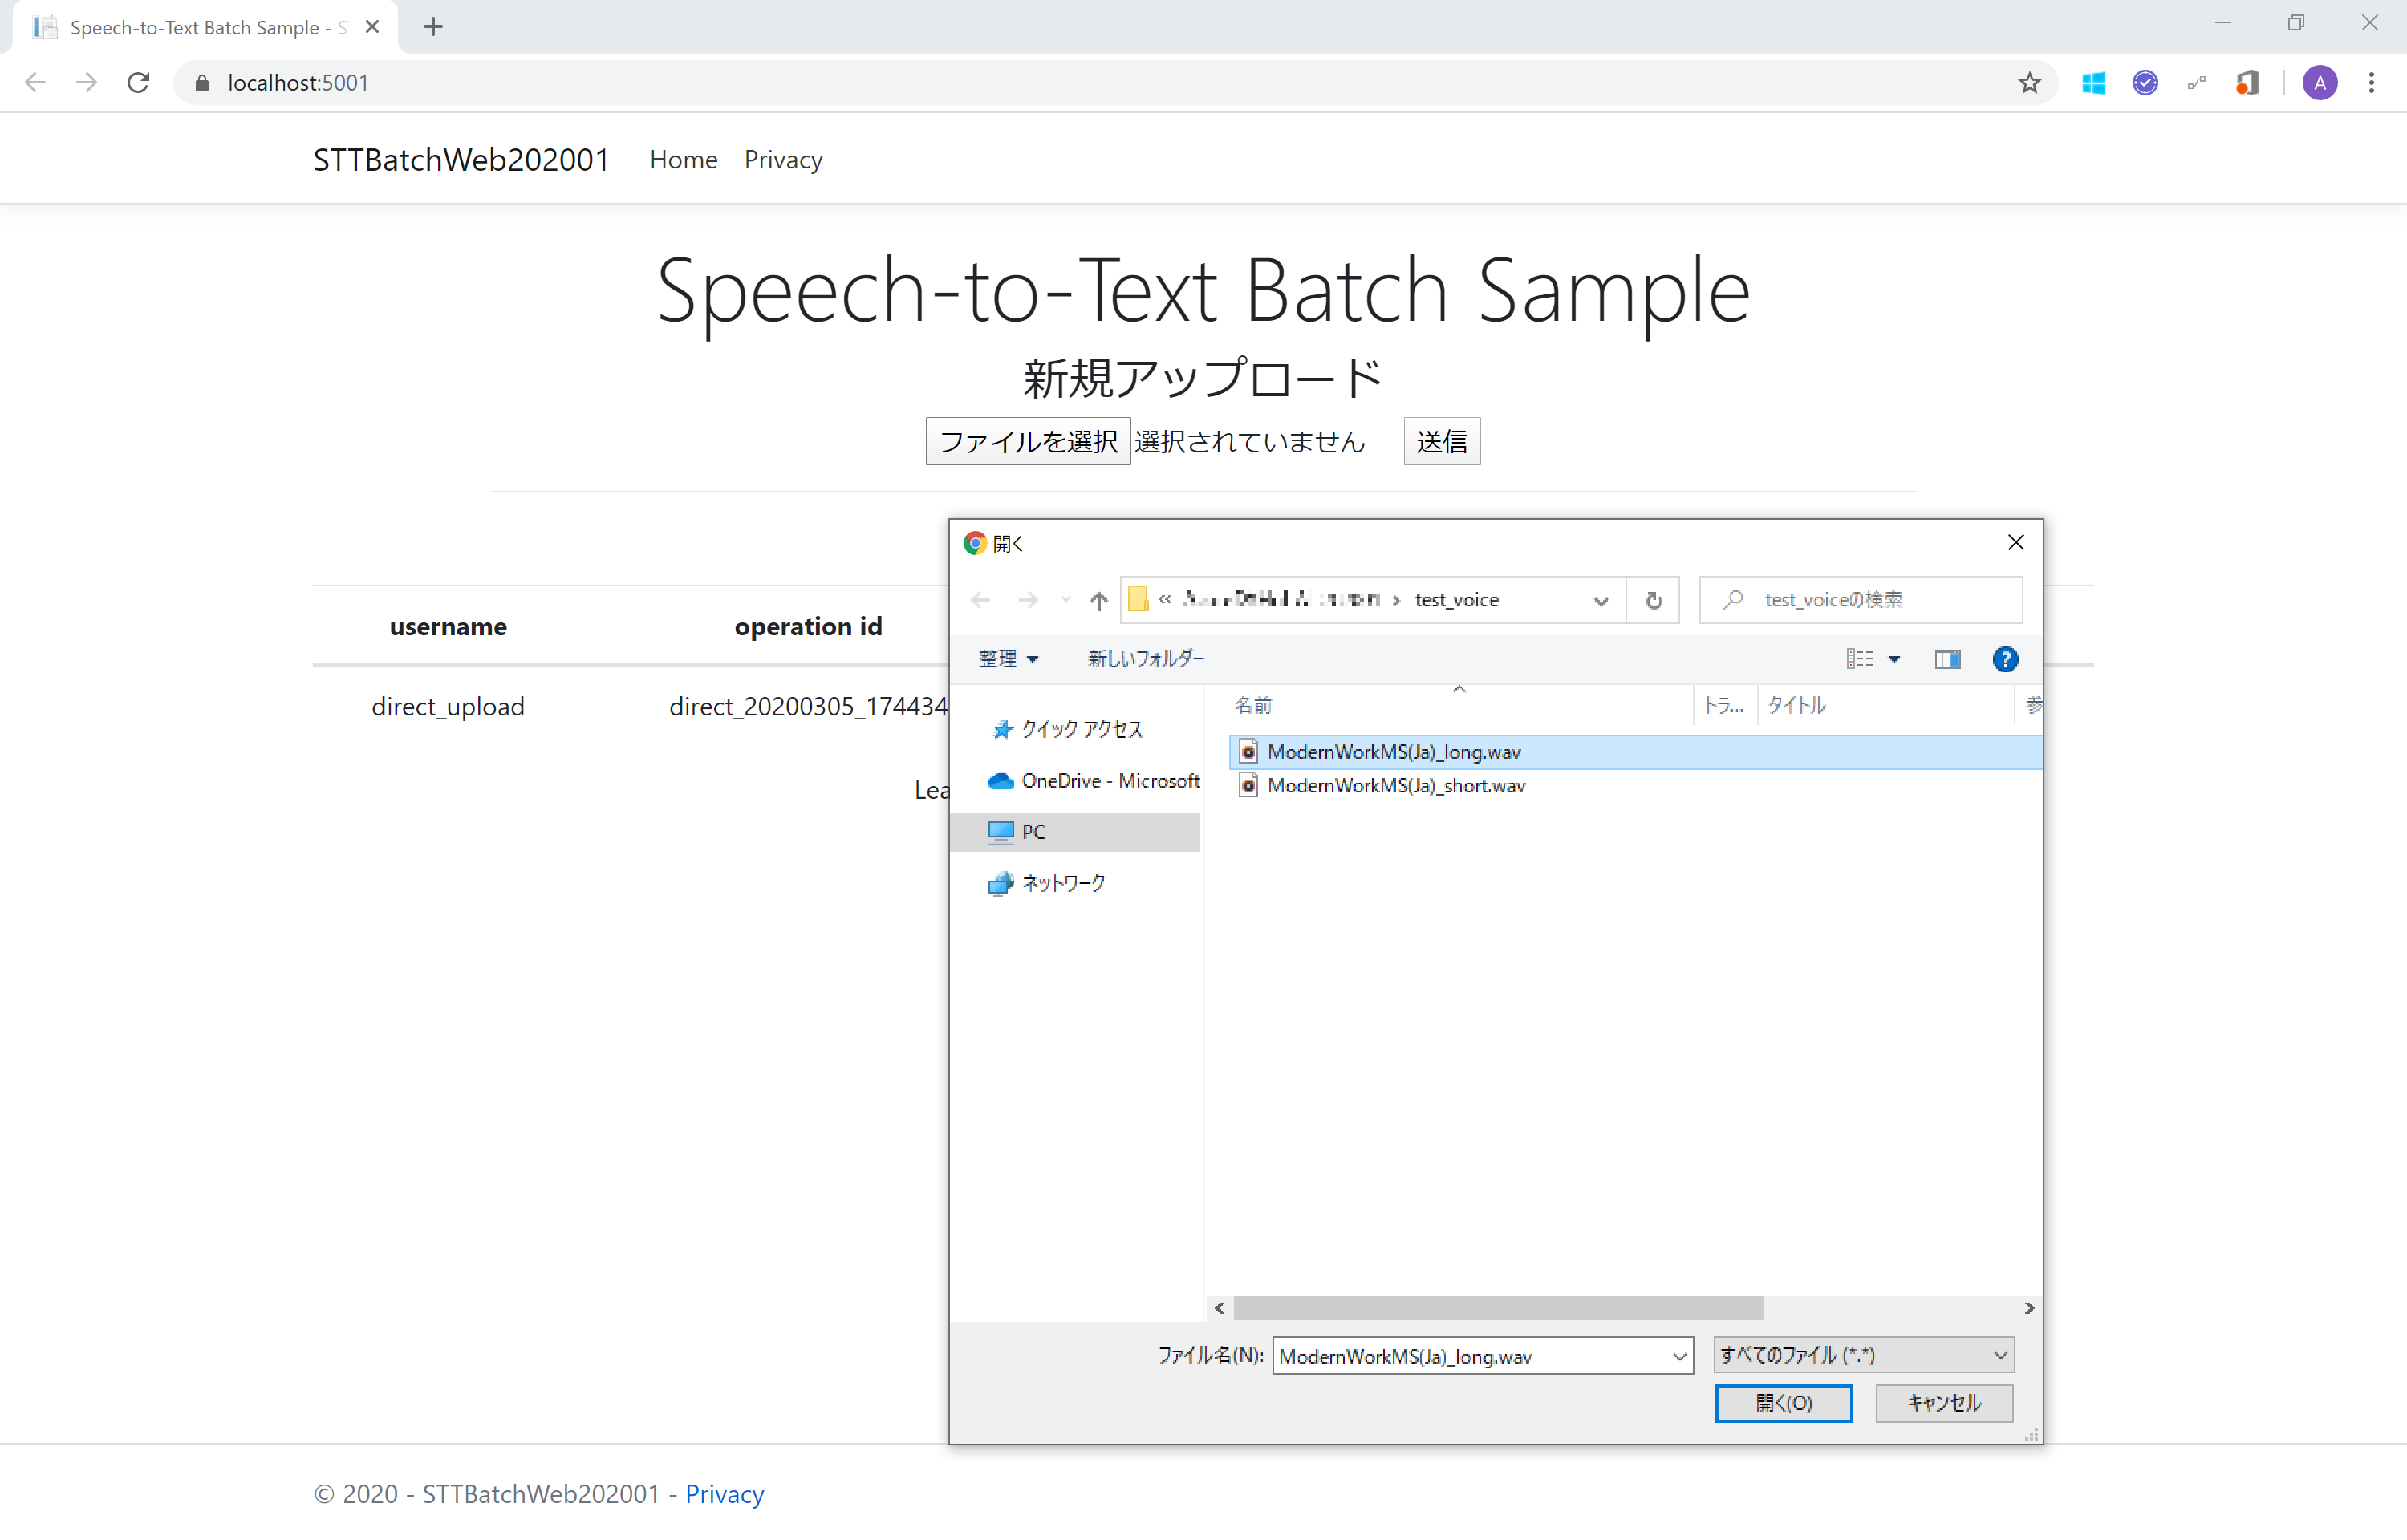 Speech-to-Text Batch Sample - S
localhost:5001
A
STTBatchWeb202001 Home Privacy
Speech-to-Text Batch Sample
新規アップロード
ファイルを選択 選択されていません 送信
username operation id
direct_upload direct_20200305_174434
Lea
開く
« › test_voice
test_voiceの検索
整理 新しいフォルダー
?
クイック アクセス
OneDrive - Microsoft
PC
ネットワーク
名前 トラ... タイトル 参
ModernWorkMS(Ja)_long.wav
ModernWorkMS(Ja)_short.wav
ファイル名(N): ModernWorkMS(Ja)_long.wav すべてのファイル (*.*)
開く(O) キャンセル
© 2020 - STTBatchWeb202001 - Privacy